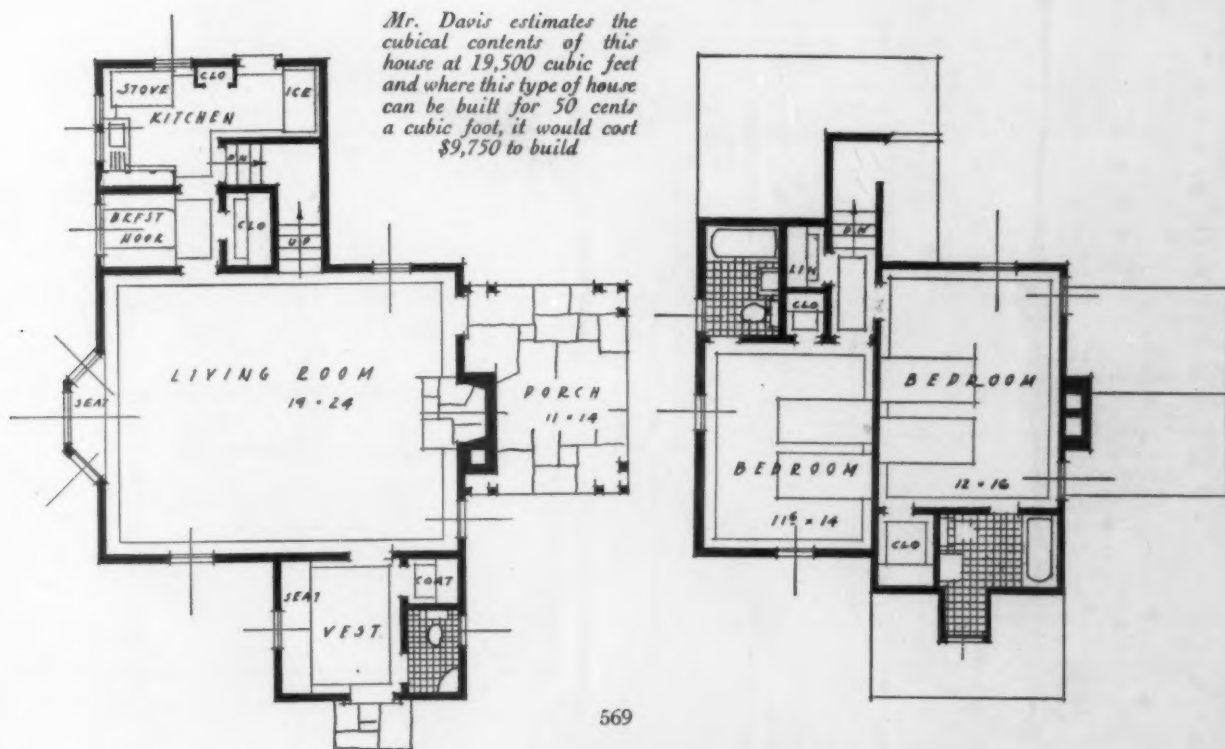 Mr. Davis estimates the
cubical contents of this
house at 19,500 cubic feet
and where this type of house
can be built for 50 cents
a cubic foot, it would cost
$9,750 to build
STOVE
CLO
ICE
KITCHEN
DN
BRFST
NOOK
CLO
UP
LIVING ROOM
19 × 24
SEAT
PORCH
11 × 14
SEAT
COAT
VEST.
LIN
DN
CLO
BEDROOM
12 × 16
BEDROOM
11⁶ × 14
CLO
569